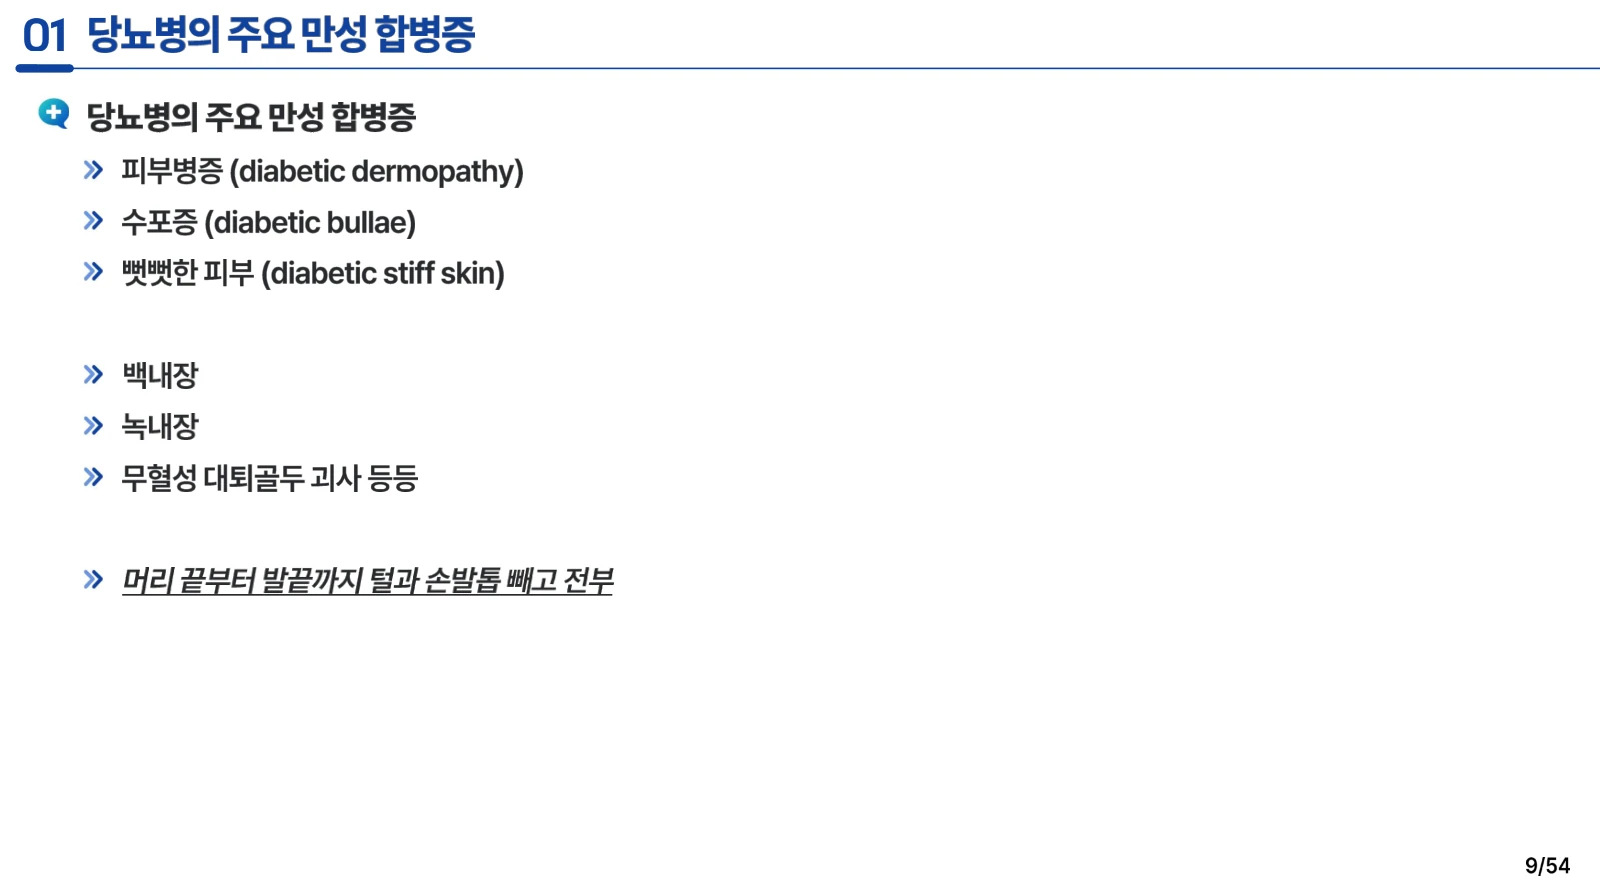 01 당뇨병의 주요 만성 합병증
당뇨병의 주요 만성 합병증
피부병증 (diabetic dermopathy)
수포증 (diabetic bullae)
뻣뻣한 피부 (diabetic stiff skin)
백내장
녹내장
무혈성 대퇴골두 괴사 등등
머리 끝부터 발끝까지 털과 손발톱 빼고 전부
9/54